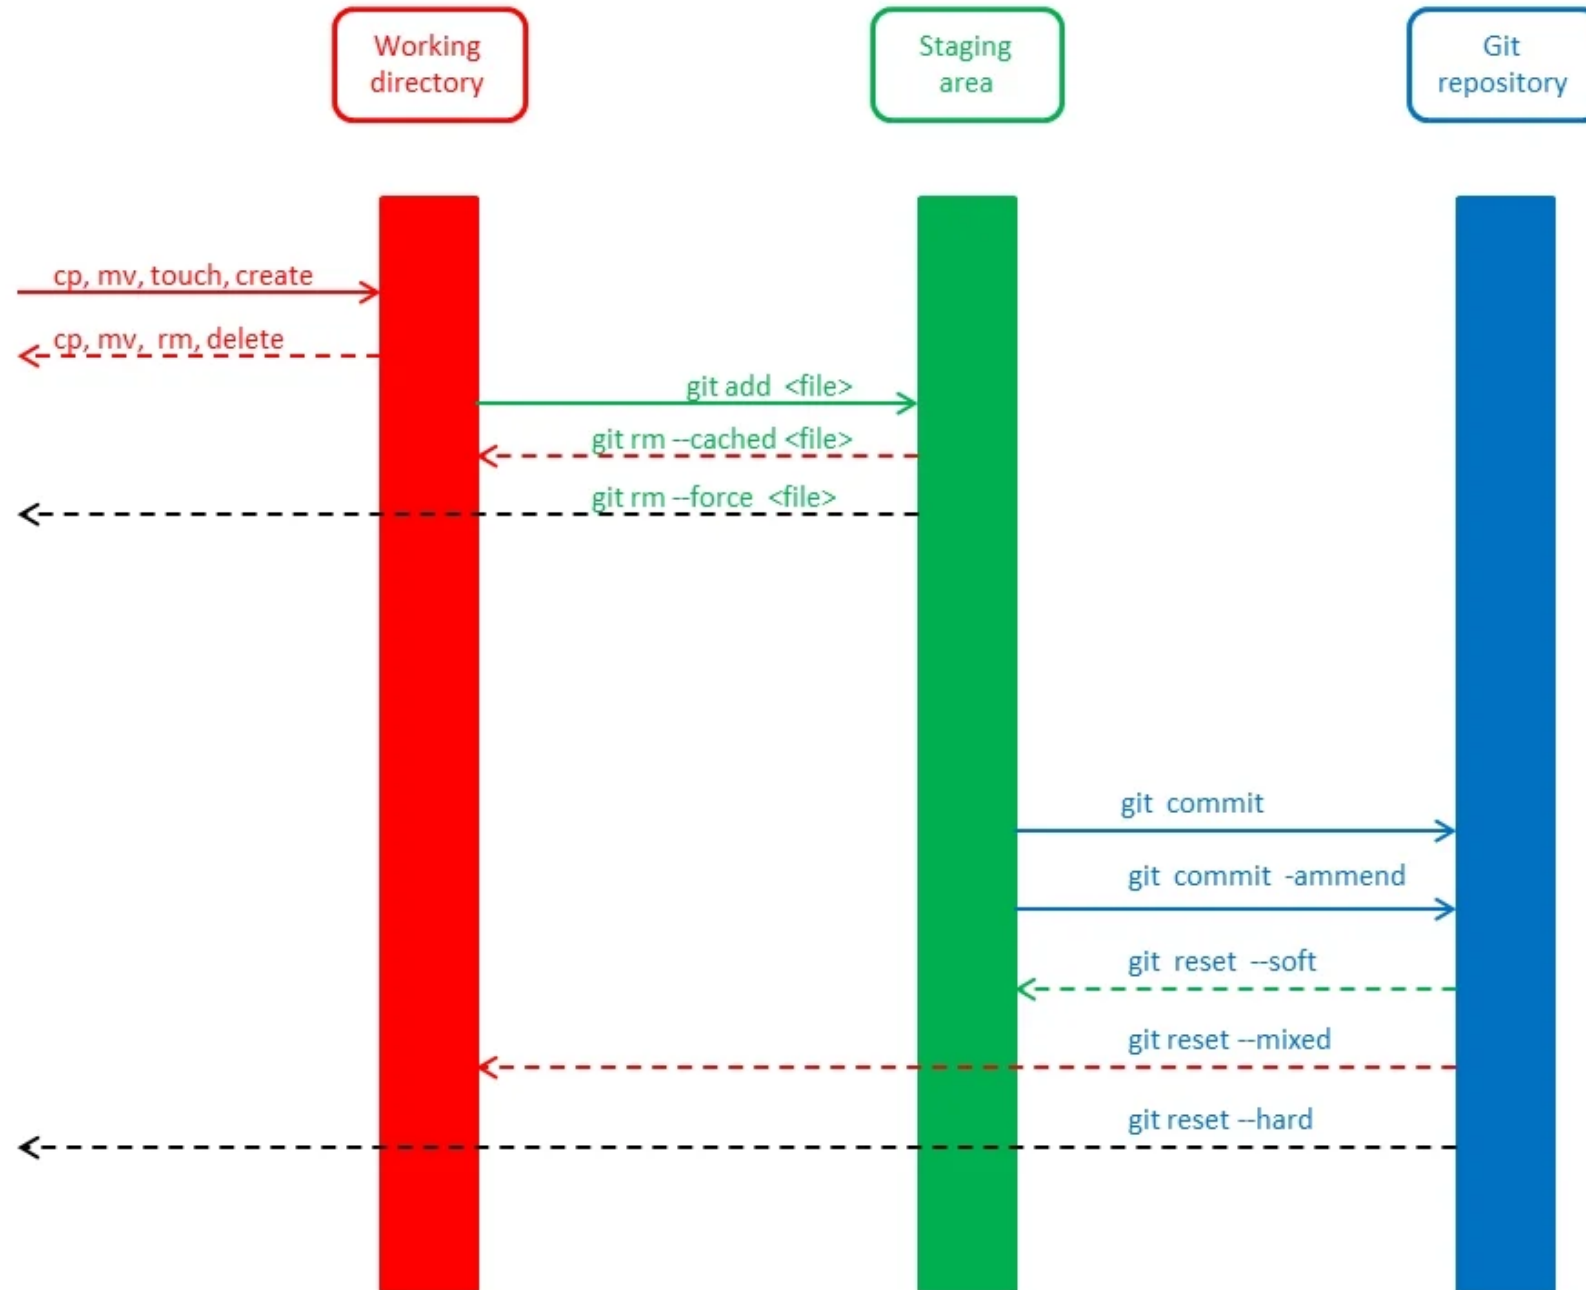 Working
directory
Staging
area
Git
repository
cp, mv, touch, create
cp, mv, rm, delete
git add <file>
git rm --cached <file>
git rm --force <file>
git commit
git commit -ammend
git reset --soft
git reset --mixed
git reset --hard